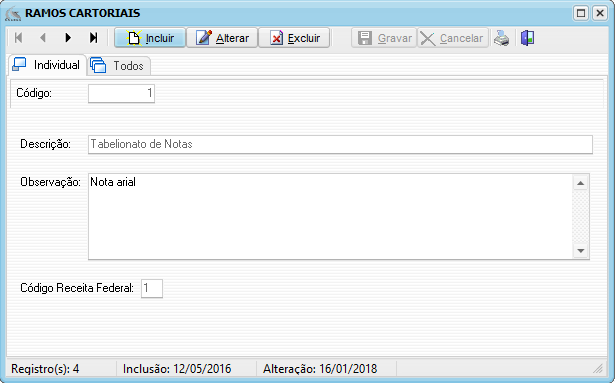 RAMOS CARTORIAIS
Incluir Alterar Excluir Gravar Cancelar
Individual Todos
Código: 1
Descrição: Tabelionato de Notas
Observação: Nota arial
Código Receita Federal: 1
Registro(s): 4 Inclusão: 12/05/2016 Alteração: 16/01/2018